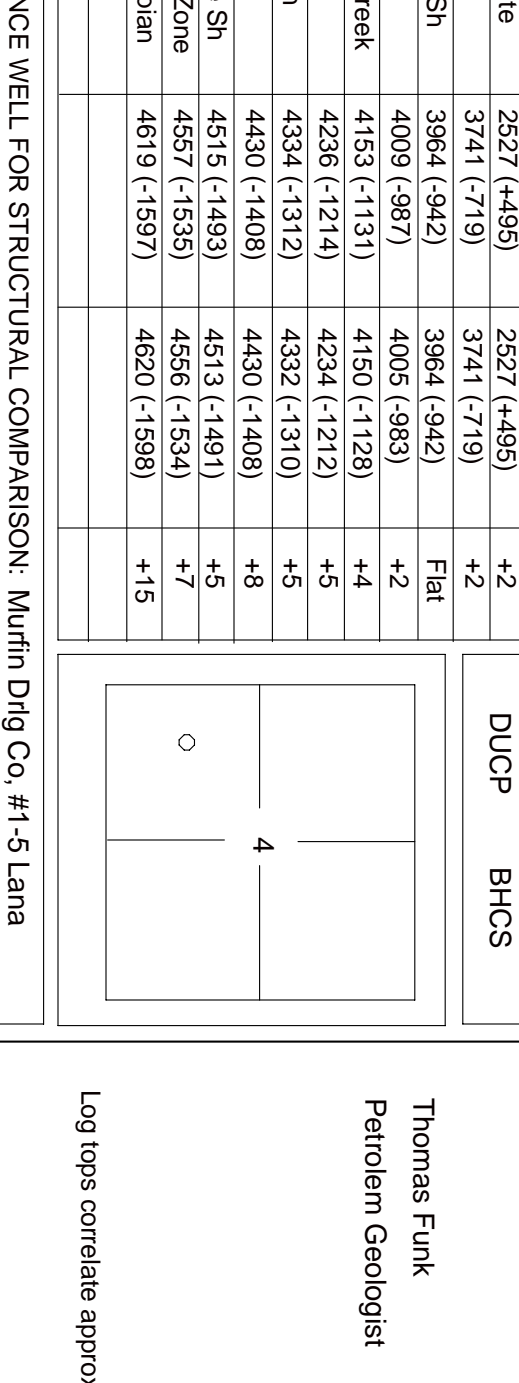 te 2527 (+495) 2527 (+495) +2
3741 (-719) 3741 (-719) +2
Sh 3964 (-942) 3964 (-942) Flat
4009 (-987) 4005 (-983) +2
reek 4153 (-1131) 4150 (-1128) +4
4236 (-1214) 4234 (-1212) +5
n 4334 (-1312) 4332 (-1310) +5
4430 (-1408) 4430 (-1408) +8
Sh 4515 (-1493) 4513 (-1491) +5
Zone 4557 (-1535) 4556 (-1534) +7
bian 4619 (-1597) 4620 (-1598) +15
NCE WELL FOR STRUCTURAL COMPARISON: Murfin Drlg Co, #1-5 Lana
DUCP BHCS
4
Thomas Funk
Petrolem Geologist
Log tops correlate approx